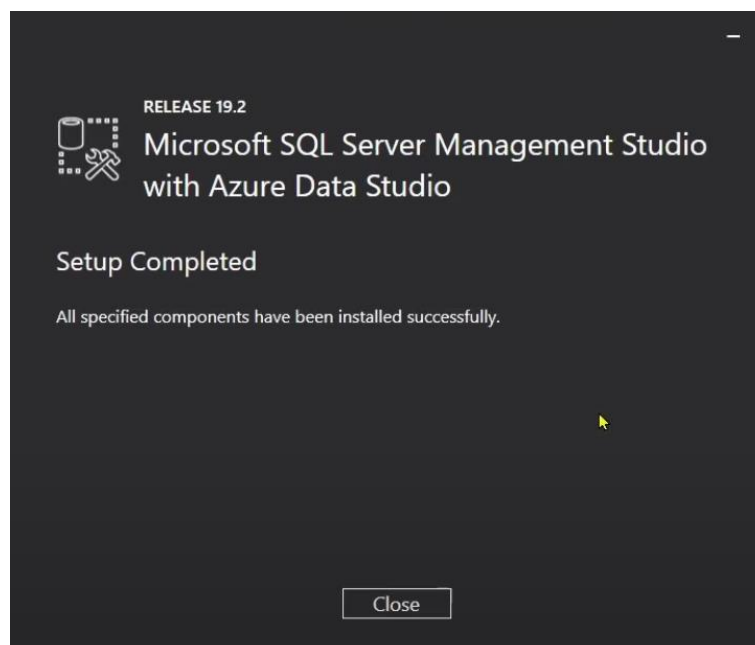 RELEASE 19.2
Microsoft SQL Server Management Studio
with Azure Data Studio
Setup Completed
All specified components have been installed successfully.
Close